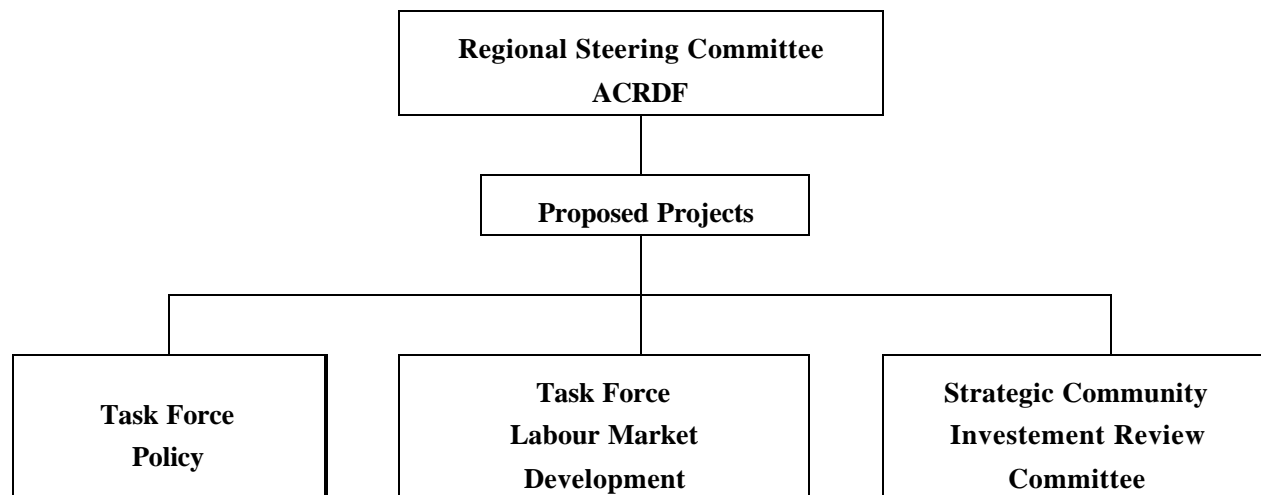 Regional Steering Committee
ACRDF
Proposed Projects
Task Force
Policy
Task Force
Labour Market
Development
Strategic Community
Investement Review
Committee